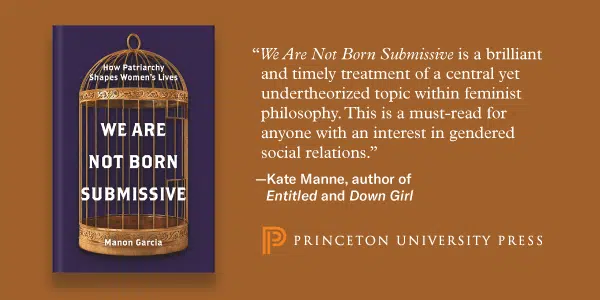 How Patriarchy
Shapes Women's Lives
WE ARE
NOT BORN
SUBMISSIVE
Manon Garcia
“We Are Not Born Submissive is a brilliant
and timely treatment of a central yet
undertheorized topic within feminist
philosophy. This is a must-read for
anyone with an interest in gendered
social relations.”
—Kate Manne, author of
Entitled and Down Girl
PRINCETON UNIVERSITY PRESS